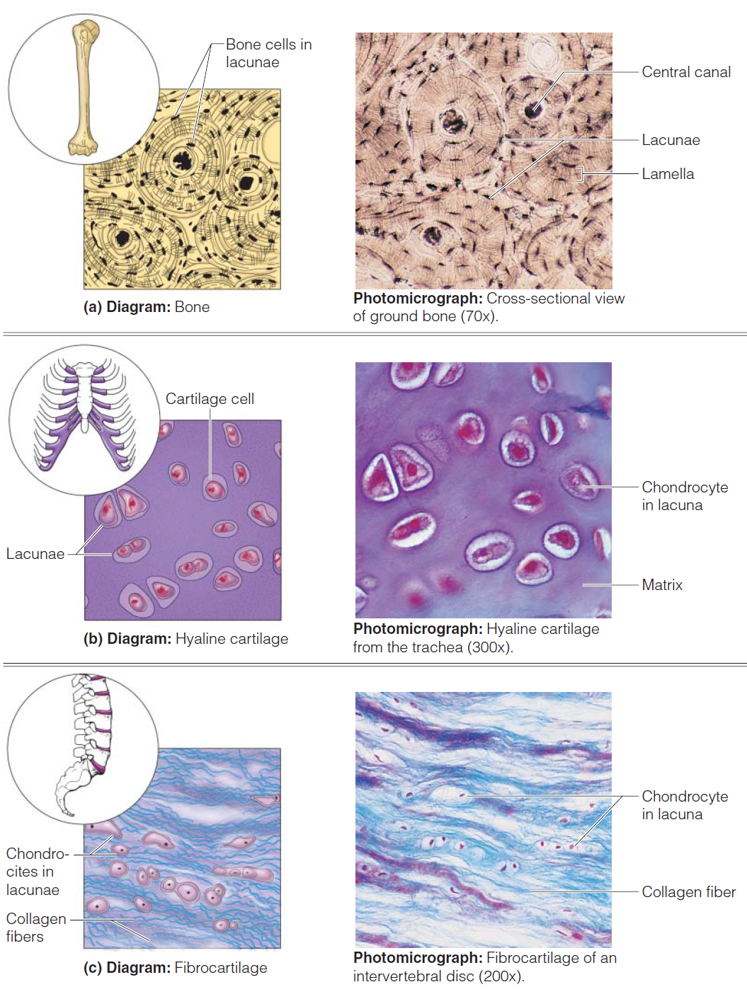 Bone cells in
lacunae
Central canal
Lacunae
Lamella
(a) Diagram: Bone
Photomicrograph: Cross-sectional view
of ground bone (70x).
Cartilage cell
Lacunae
Chondrocyte
in lacuna
Matrix
(b) Diagram: Hyaline cartilage
Photomicrograph: Hyaline cartilage
from the trachea (300x).
Chondro-
cites in
lacunae
Collagen
fibers
Chondrocyte
in lacuna
Collagen fiber
(c) Diagram: Fibrocartilage
Photomicrograph: Fibrocartilage of an
intervertebral disc (200x).